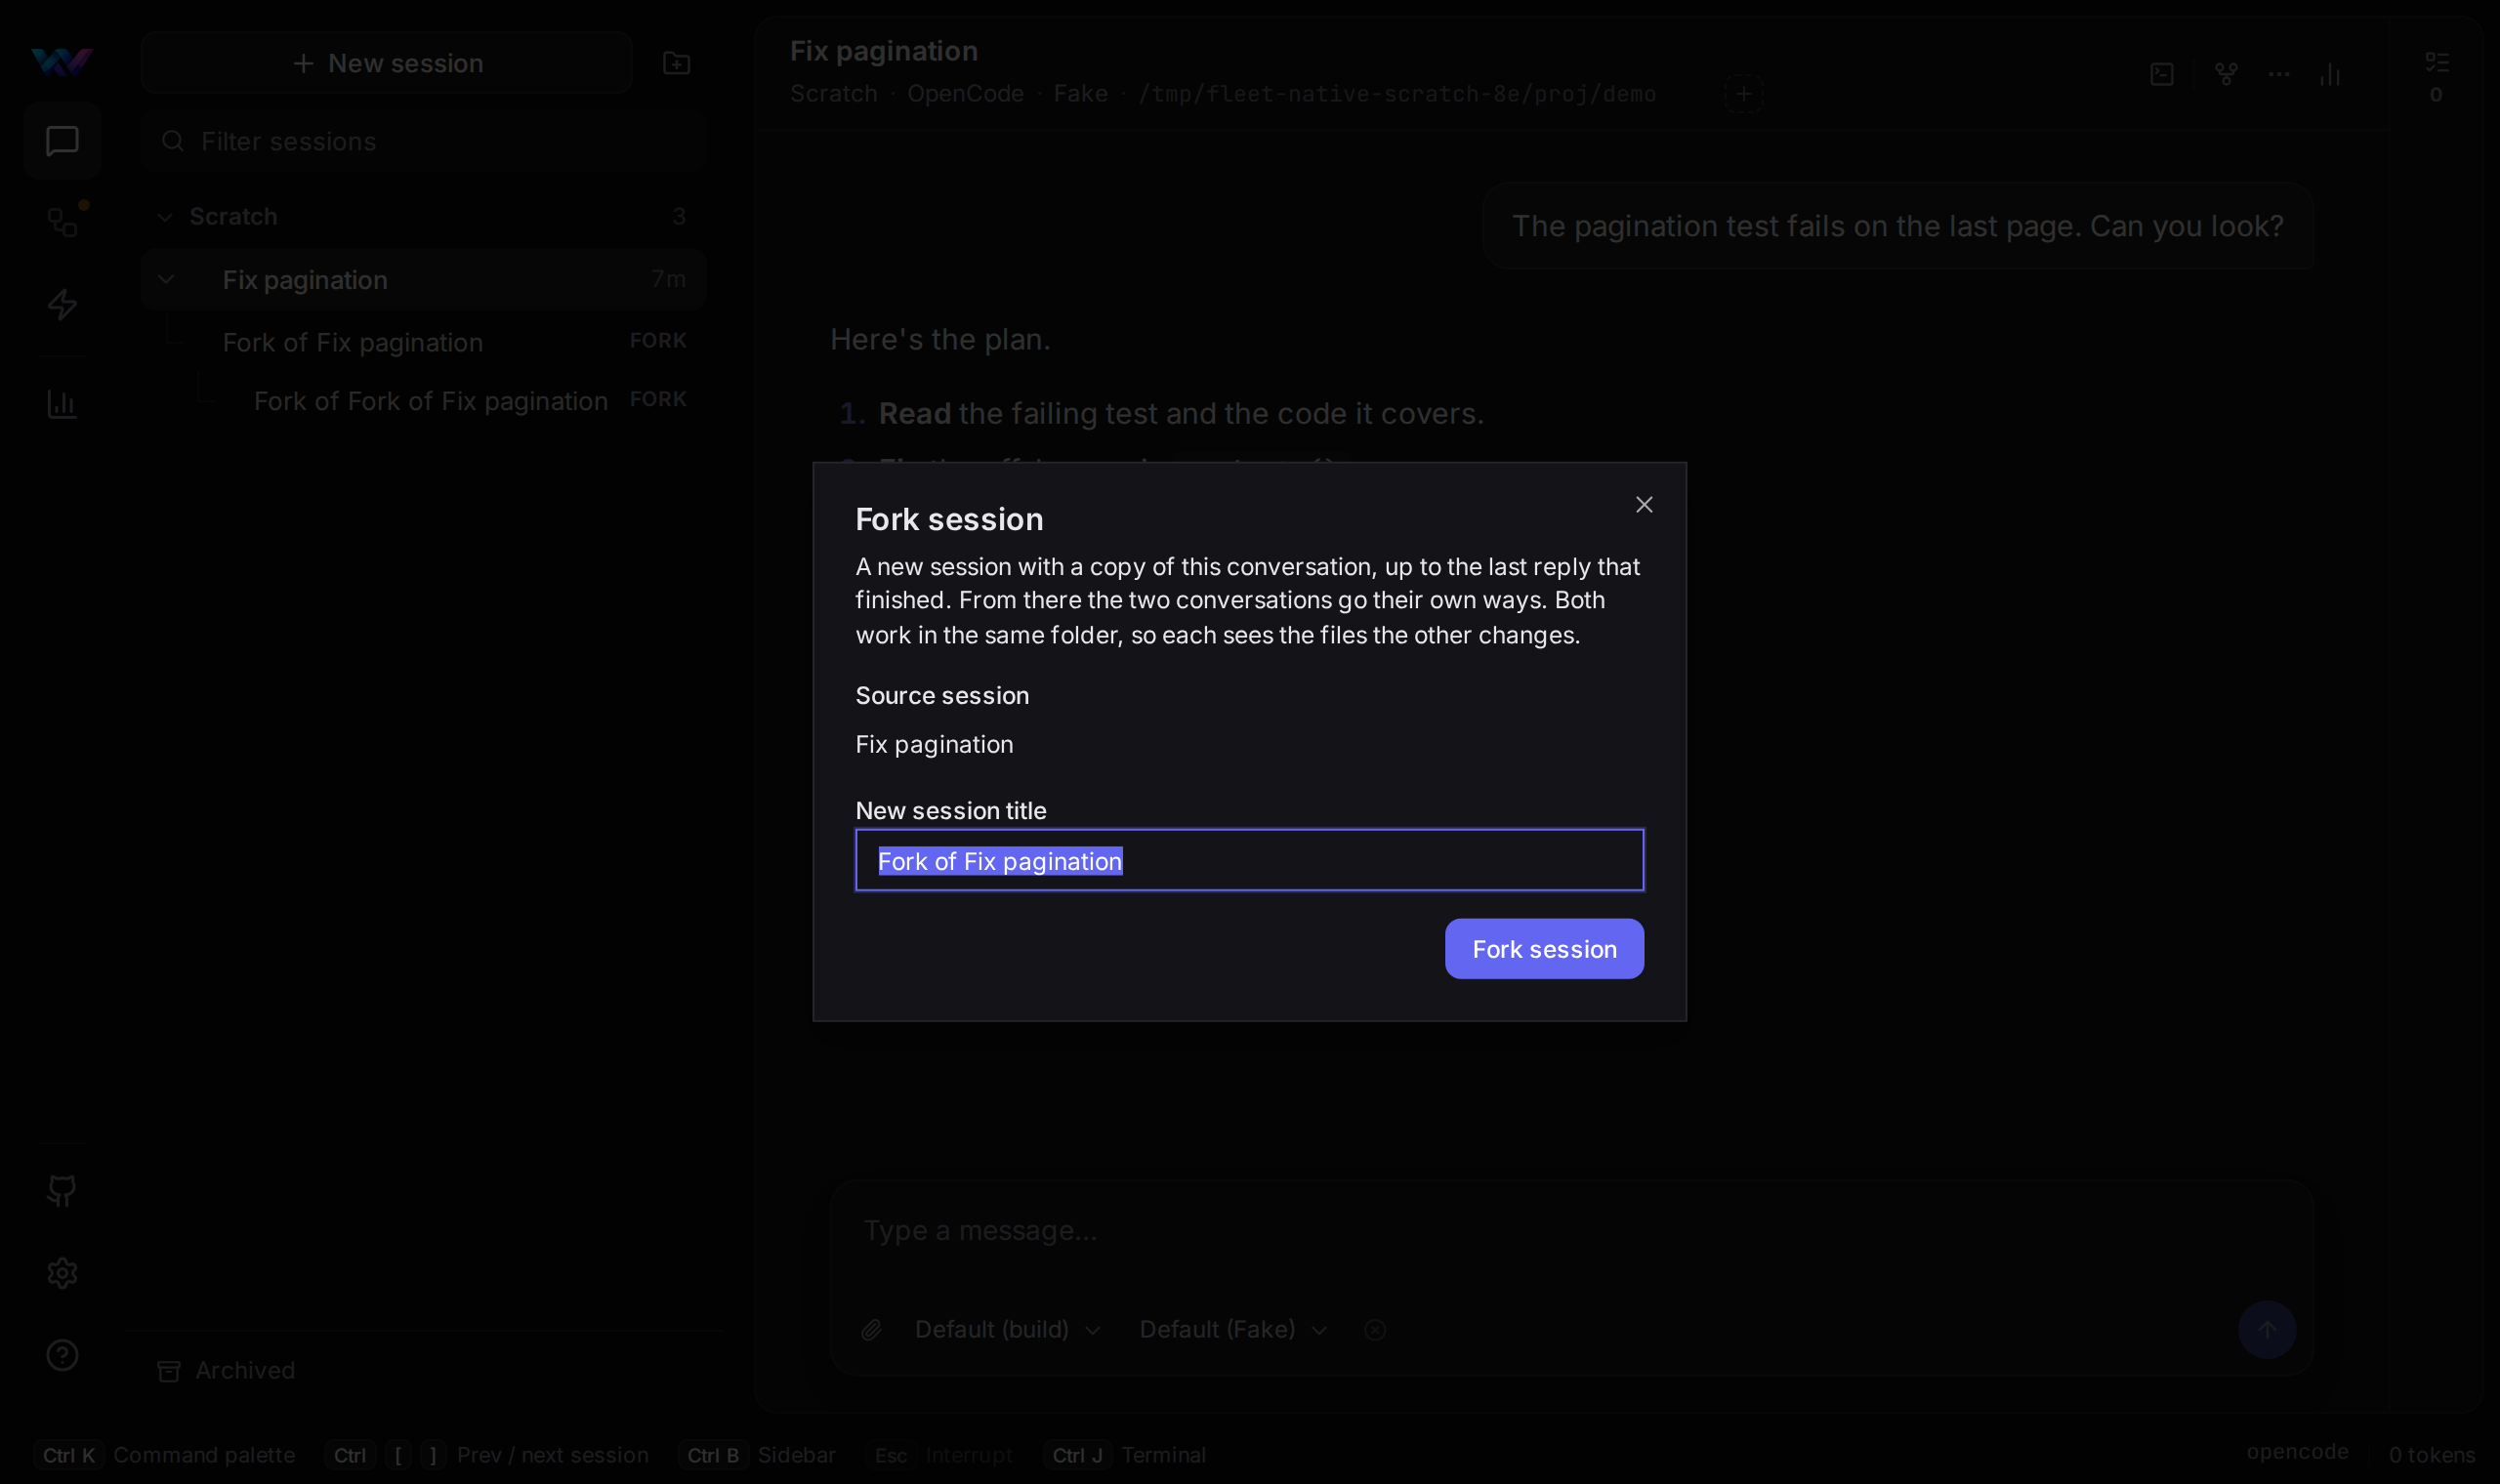 New session
Filter sessions
Scratch 3
Fix pagination 7m
Fork of Fix pagination FORK
Fork of Fork of Fix pagination FORK
Archived
Fix pagination
Scratch · OpenCode · Fake · /tmp/fleet-native-scratch-8e/proj/demo
0
The pagination test fails on the last page. Can you look?
Here's the plan.
1. Read the failing test and the code it covers.
Fork session
A new session with a copy of this conversation, up to the last reply that
finished. From there the two conversations go their own ways. Both
work in the same folder, so each sees the files the other changes.
Source session
Fix pagination
New session title
Fork of Fix pagination
Fork session
Type a message...
Default (build) Default (Fake)
Ctrl K Command palette Ctrl [ ] Prev / next session Ctrl B Sidebar Esc Interrupt Ctrl J Terminal opencode 0 tokens